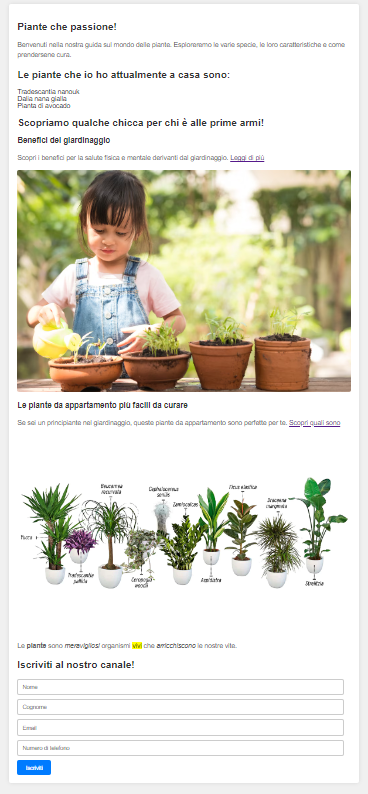 Piante che passione!
Benvenuti nella nostra guida sul mondo delle piante. Esploreremo le varie specie, le loro caratteristiche e come
prendersene cura.
Le piante che io ho attualmente a casa sono:
Tradescantia nanouk
Dalia nana gialla
Pianta di avocado
Scopriamo qualche chicca per chi è alle prime armi!
Benefici del giardinaggio
Scopri i benefici per la salute fisica e mentale derivanti dal giardinaggio. Leggi di più
Le piante da appartamento più facili da curare
Se sei un principiante nel giardinaggio, queste piante da appartamento sono perfette per te. Scopri quali sono
Yucca
Tradescantia
pallida
Beucarnea
recurvata
Ceropegia
woodii
Cephalocereus
senilis
Zamioculcas
Aspidistra
Ficus elastica
Dracaena
marginata
Strelitzia
Le piante sono meravigliosi organismi vivi che arricchiscono le nostre vite.
Iscriviti al nostro canale!
Nome
Cognome
Email
Numero di telefono
Iscriviti